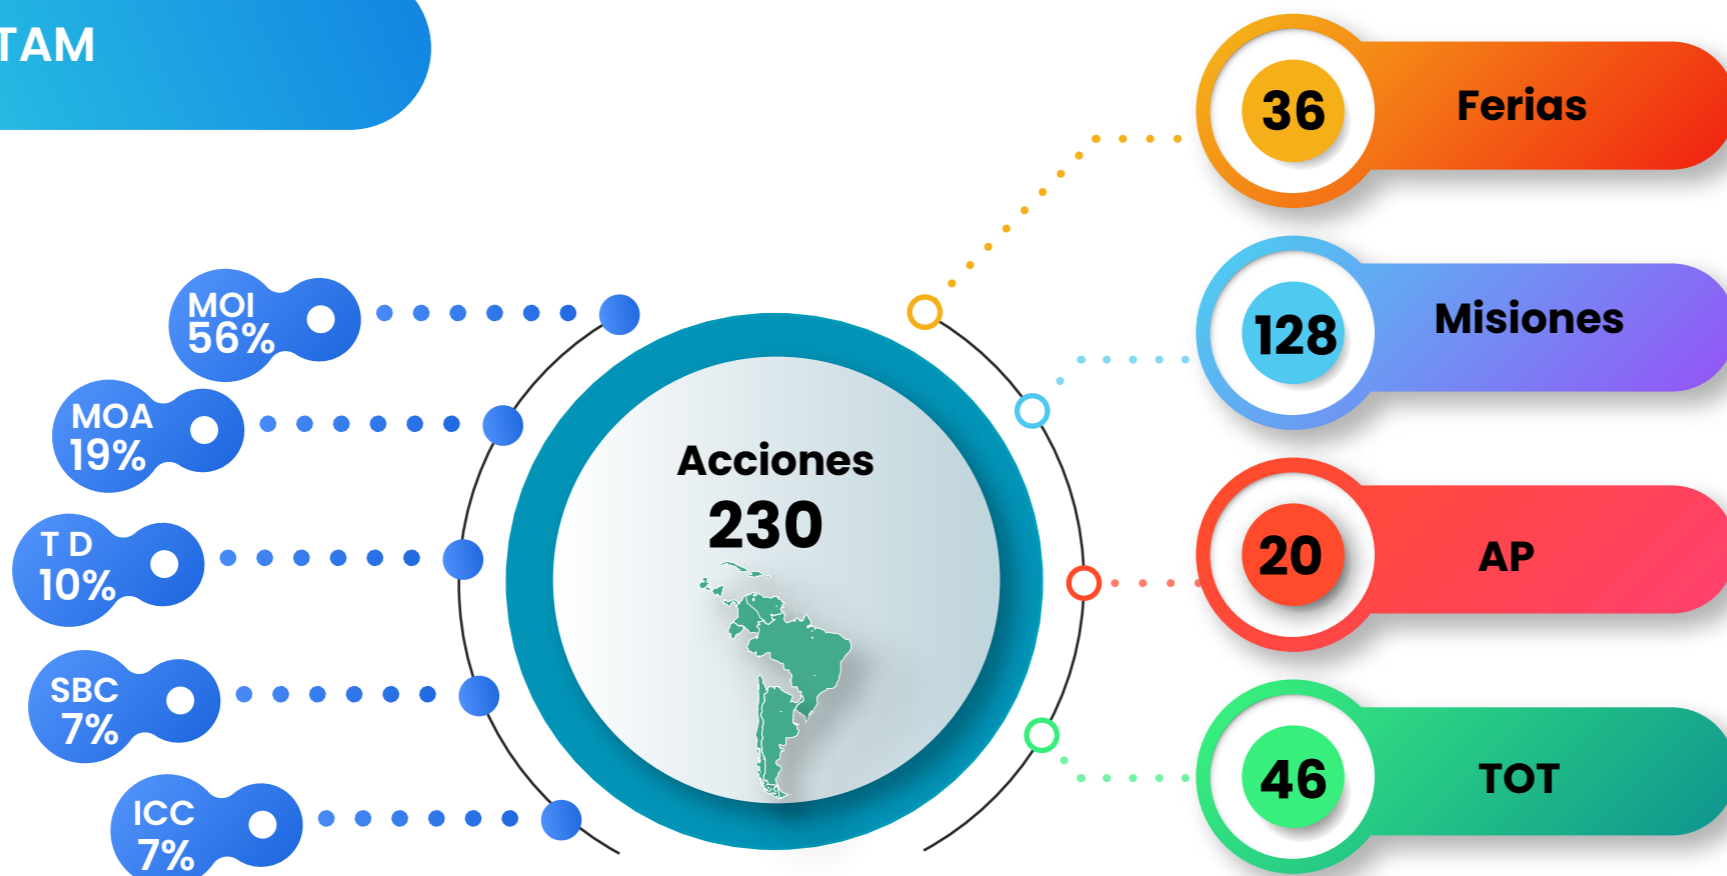 TAM
MOI
56%
MOA
19%
T D
10%
SBC
7%
ICC
7%
Acciones
230
36 Ferias
128 Misiones
20 AP
46 TOT